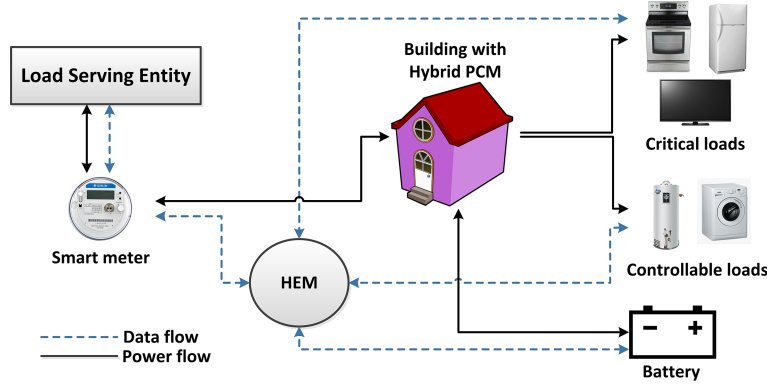 Building with
Hybrid PCM
Load Serving Entity
Critical loads
Smart meter
HEM
Controllable loads
Data flow
Power flow
Battery